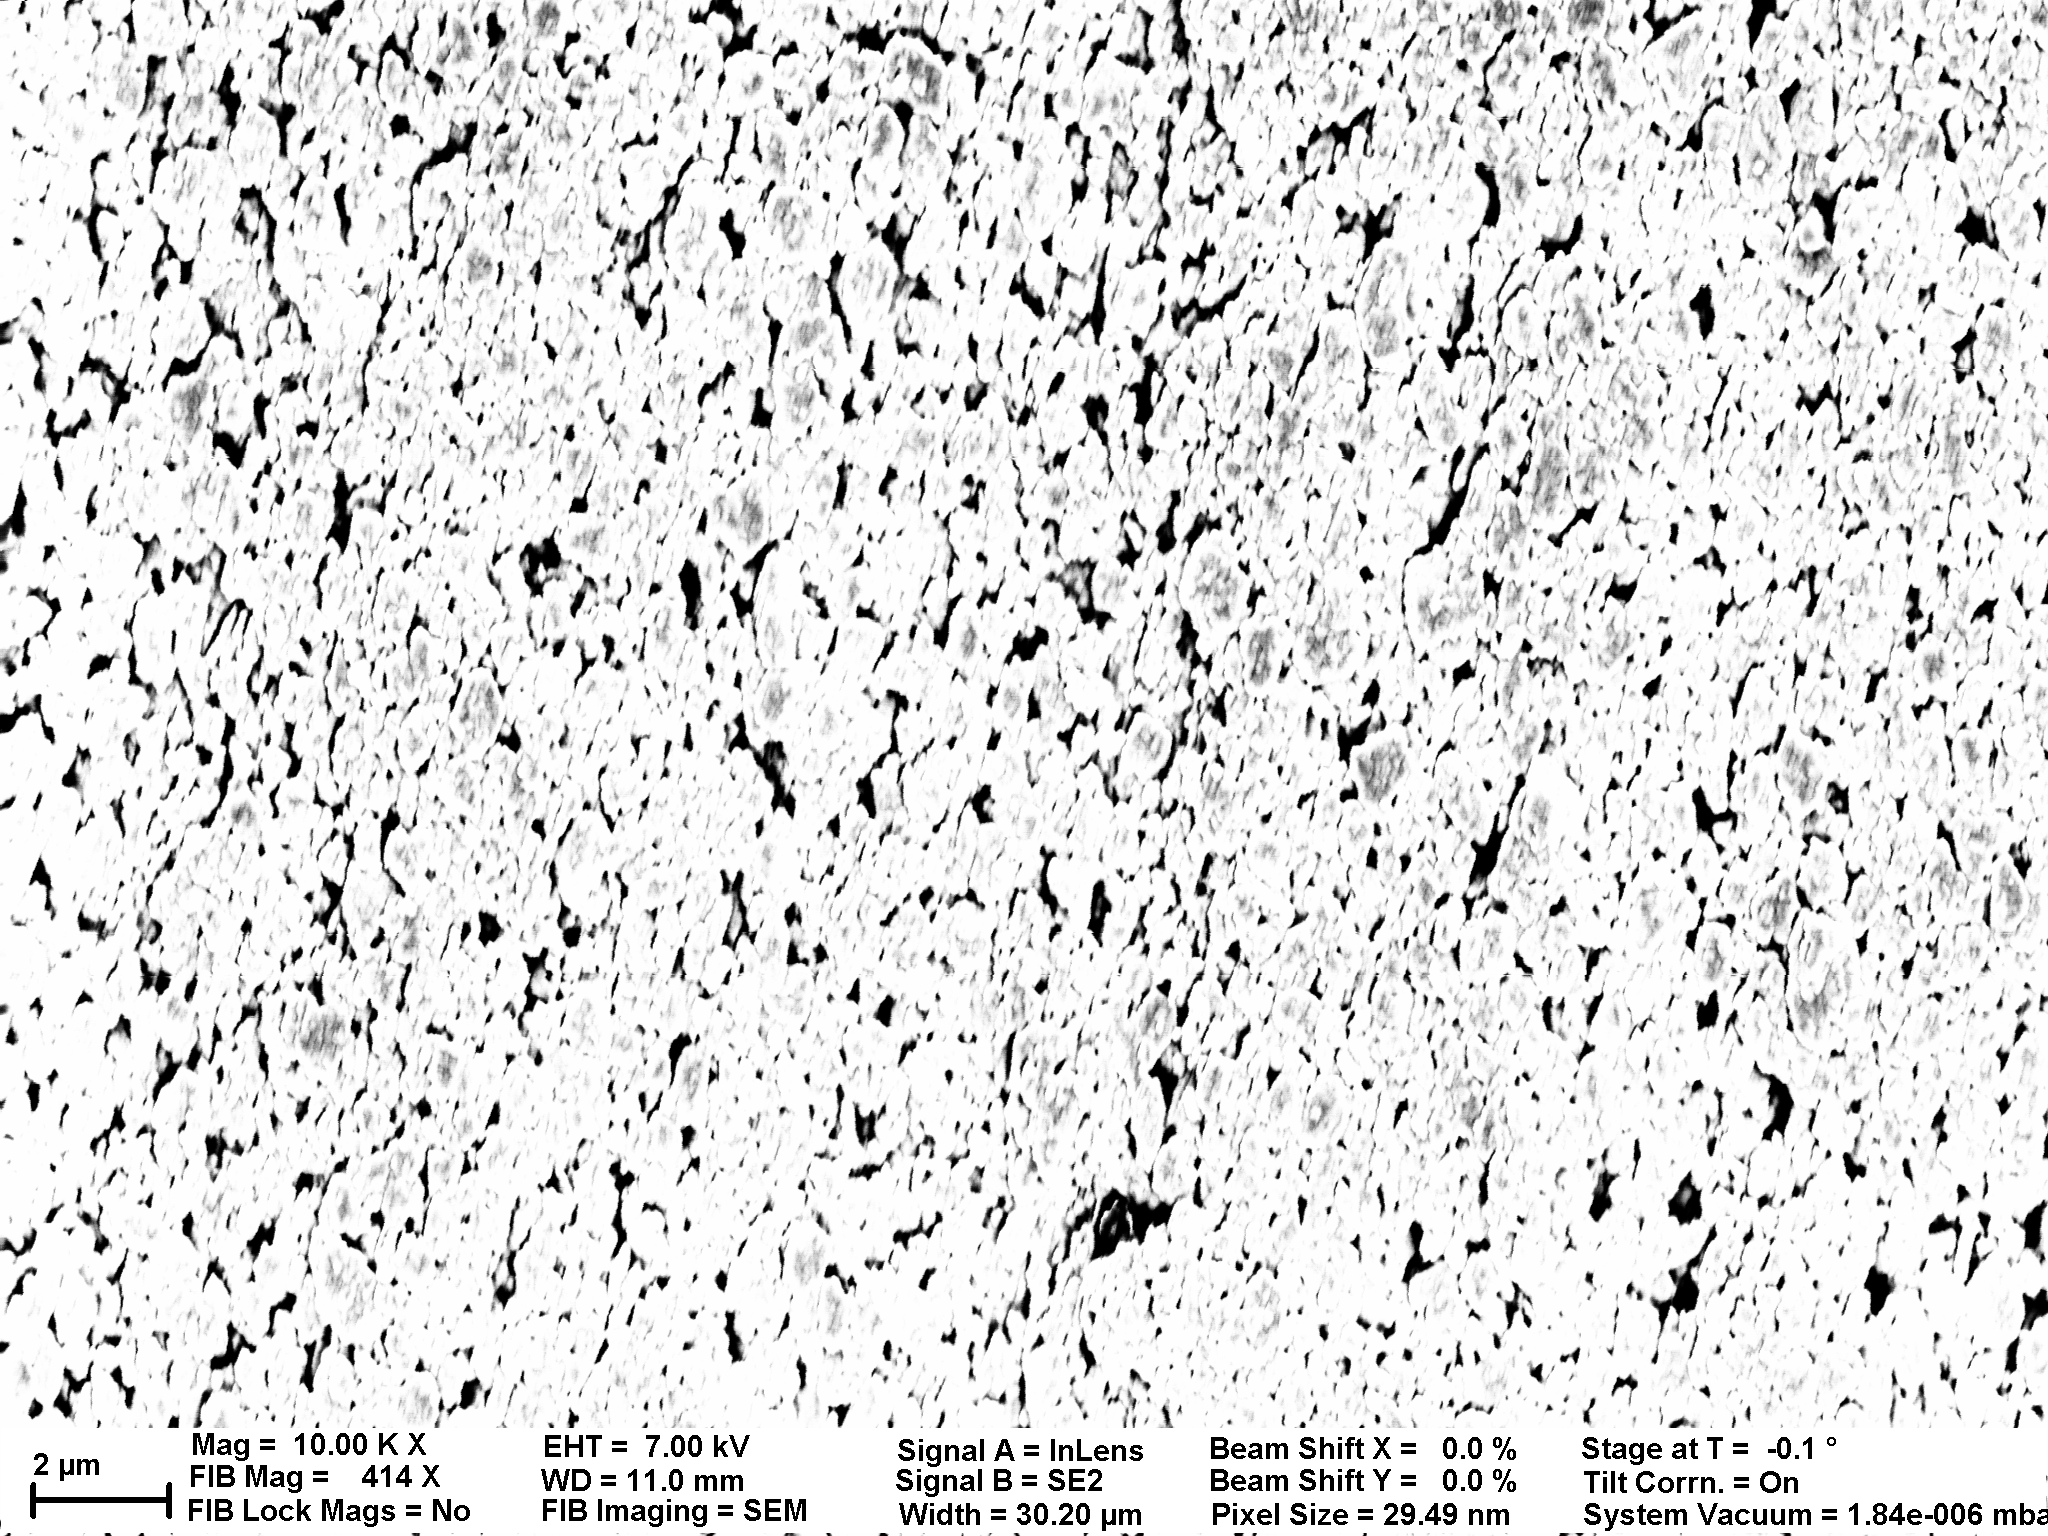 2 µm
Mag = 10.00 K X
FIB Mag = 414 X
FIB Lock Mags = No
EHT = 7.00 kV
WD = 11.0 mm
FIB Imaging = SEM
Signal A = InLens
Signal B = SE2
Width = 30.20 µm
Beam Shift X = 0.0 %
Beam Shift Y = 0.0 %
Pixel Size = 29.49 nm
Stage at T = -0.1 °
Tilt Corrn. = On
System Vacuum = 1.84e-006 mba